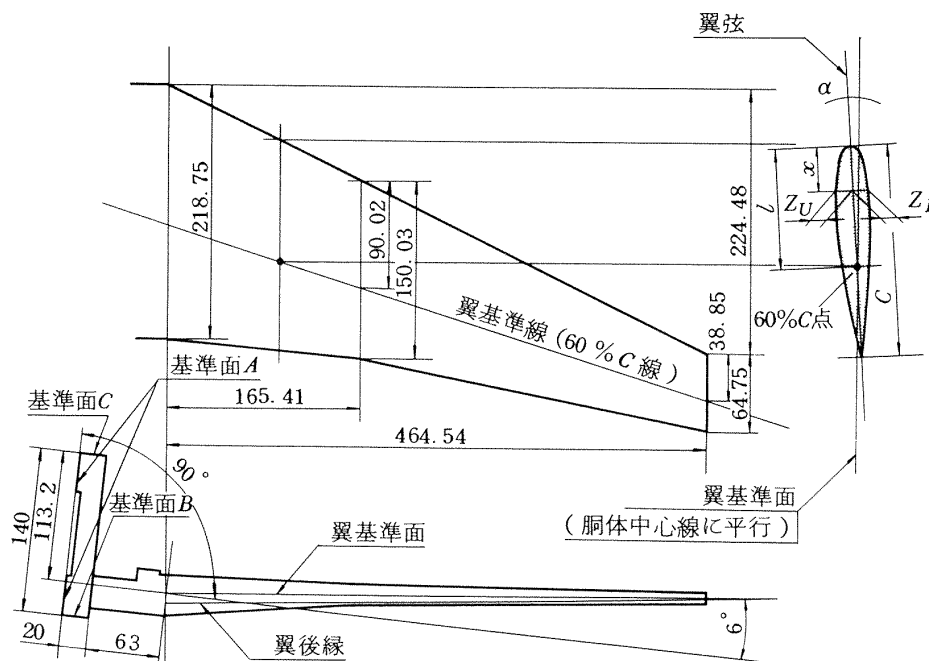 翼弦
α
x
l
Z_U
C
60%C点
翼基準面
(胴体中心線に平行)
218.75
90.02
150.03
224.48
38.85
64.75
翼基準線(60%C線)
165.41
464.54
基準面A
基準面C
基準面B
90°
113.2
140
20
63
翼基準面
翼後縁
6°